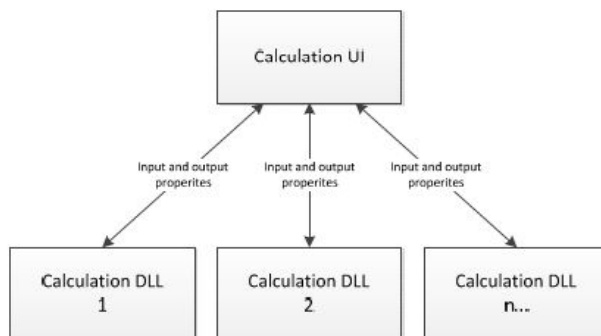 Calculation UI
Input and output
properites
Input and output
properites
Input and output
properites
Calculation DLL
1
Calculation DLL
2
Calculation DLL
n...